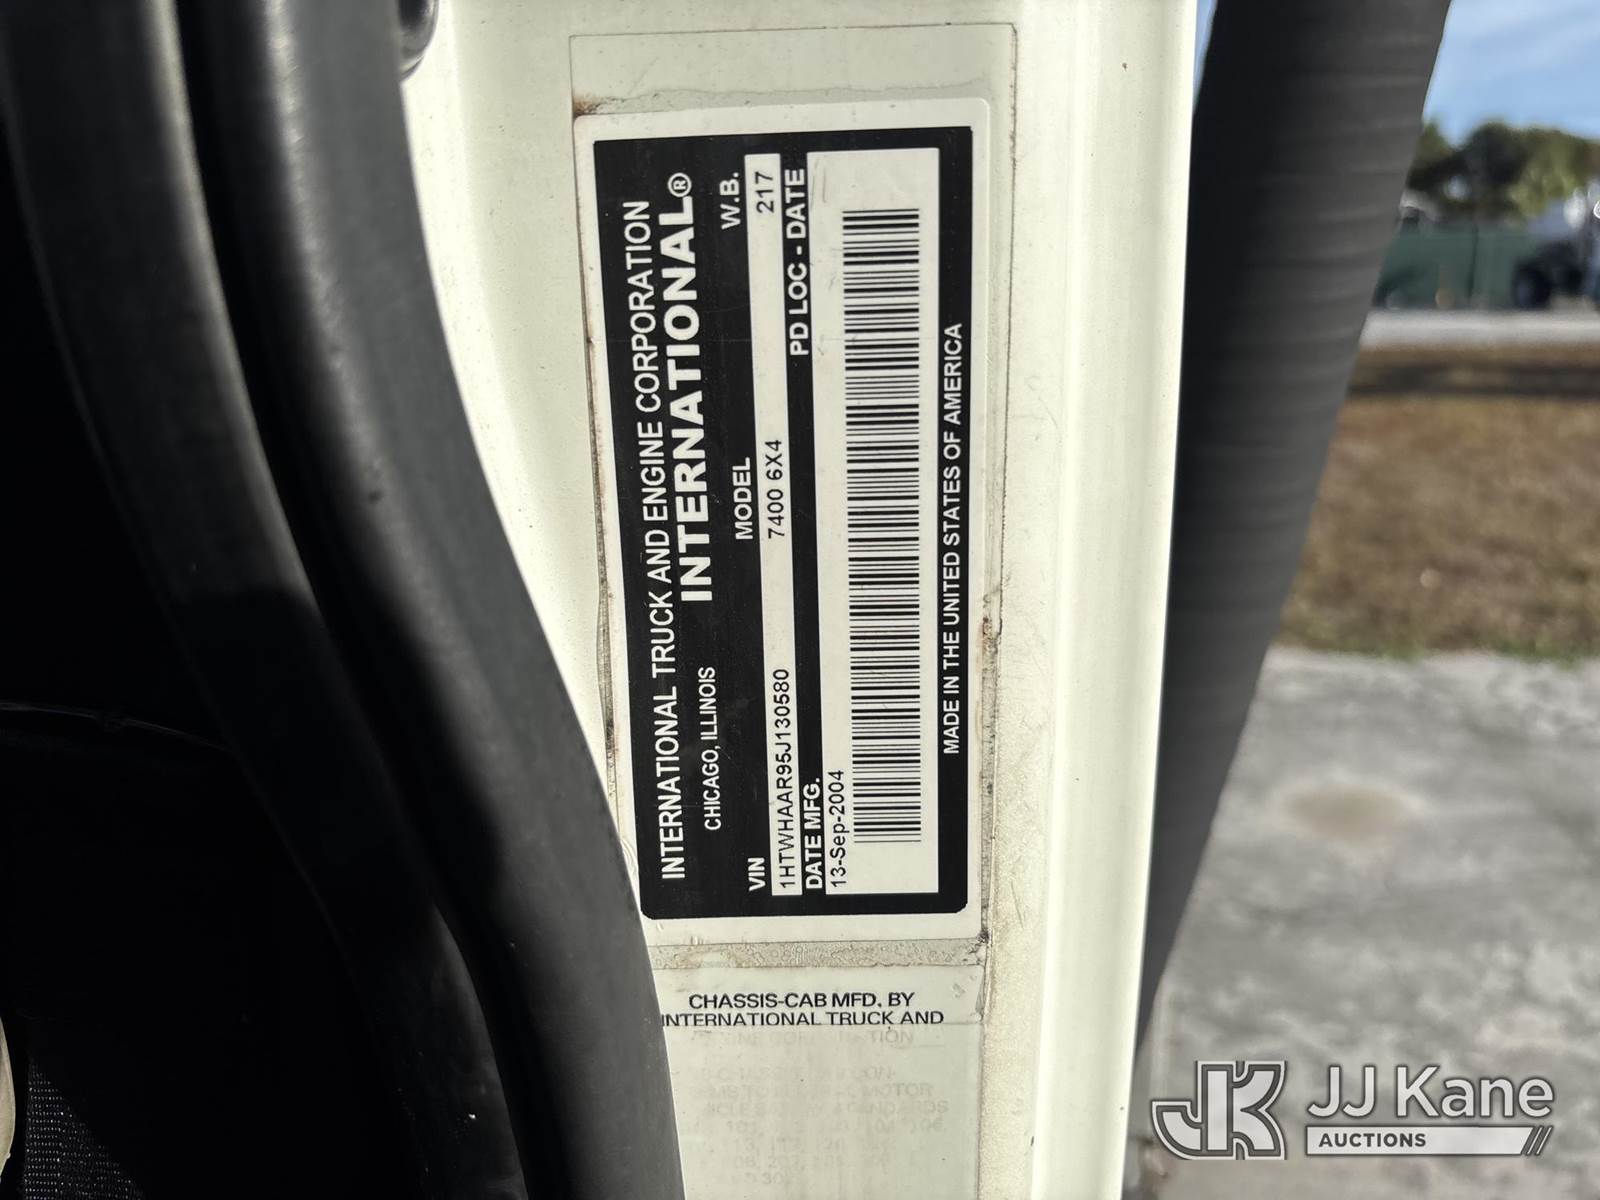 INTERNATIONAL TRUCK AND ENGINE CORPORATION
CHICAGO, ILLINOIS INTERNATIONAL®
VIN MODEL W.B.
1HTWHAAR95J130580 7400 6X4 217
DATE MFG. PD LOC - DATE
13-Sep-2004
MADE IN THE UNITED STATES OF AMERICA
CHASSIS-CAB MFD. BY
INTERNATIONAL TRUCK AND
MOTOR
JK JJ Kane
AUCTIONS